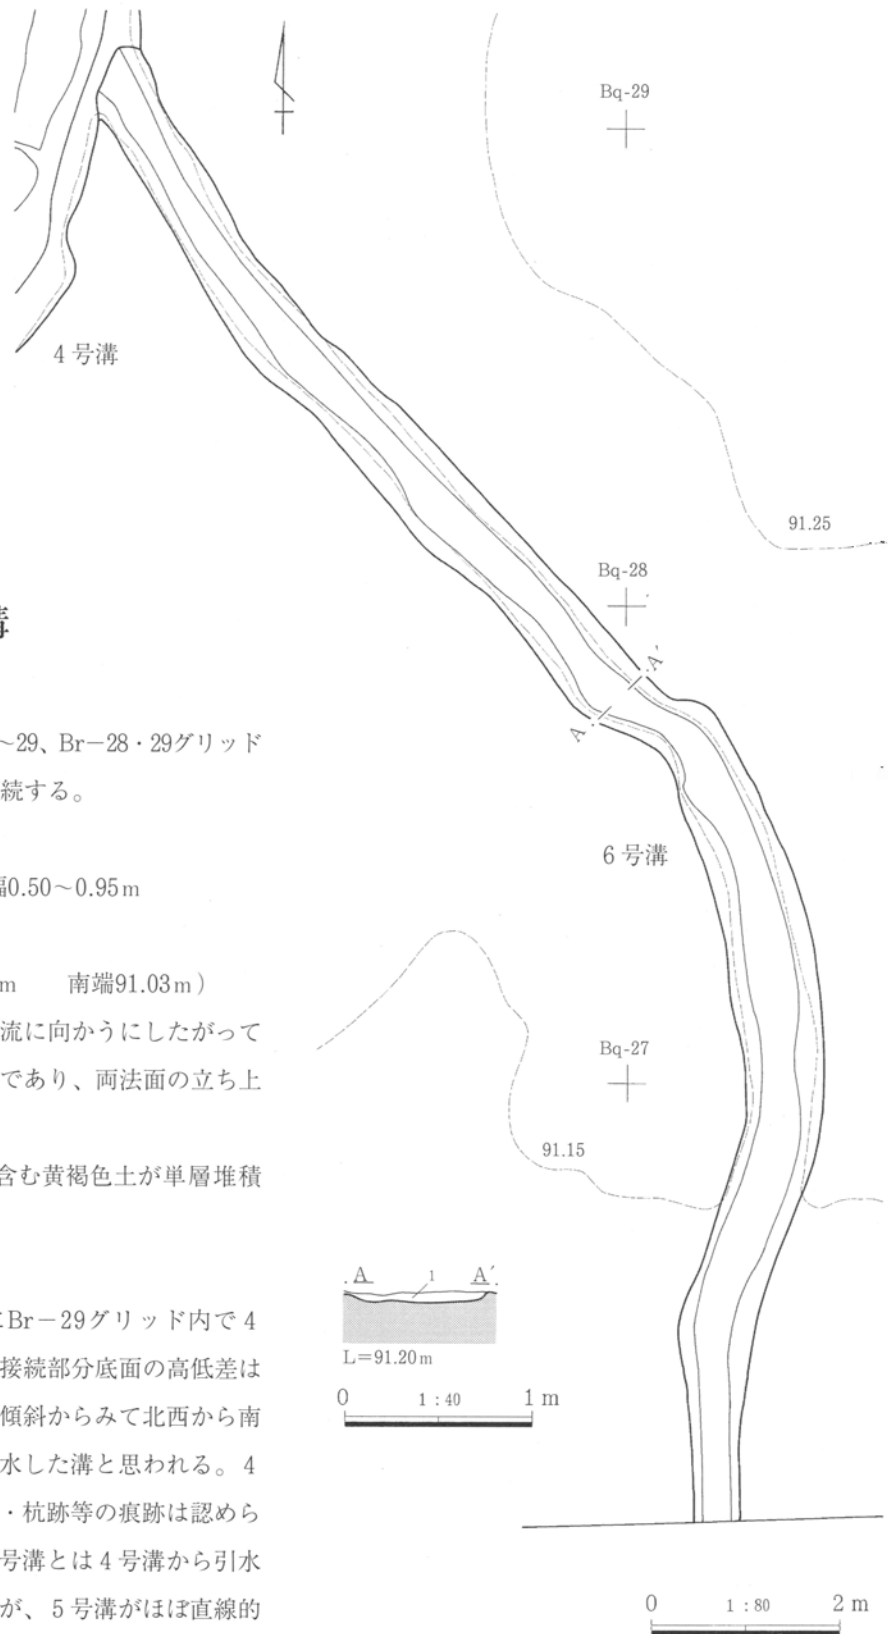 Bq-29
4号溝
91.25
Bq-28
A´
A
溝
～29、Br－28・29グリッド
続する。
6号溝
幅0.50～0.95m
m　　南端91.03m）
流に向かうにしたがって
であり、両法面の立ち上
Bq-27
91.15
含む黄褐色土が単層堆積
A　1　A´
Br－29グリッド内で4
L＝91.20m
接続部分底面の高低差は
0　1：40　1m
傾斜からみて北西から南
水した溝と思われる。4
・杭跡等の痕跡は認めら
号溝とは4号溝から引水
が、5号溝がほぼ直線的
0　1：80　2m